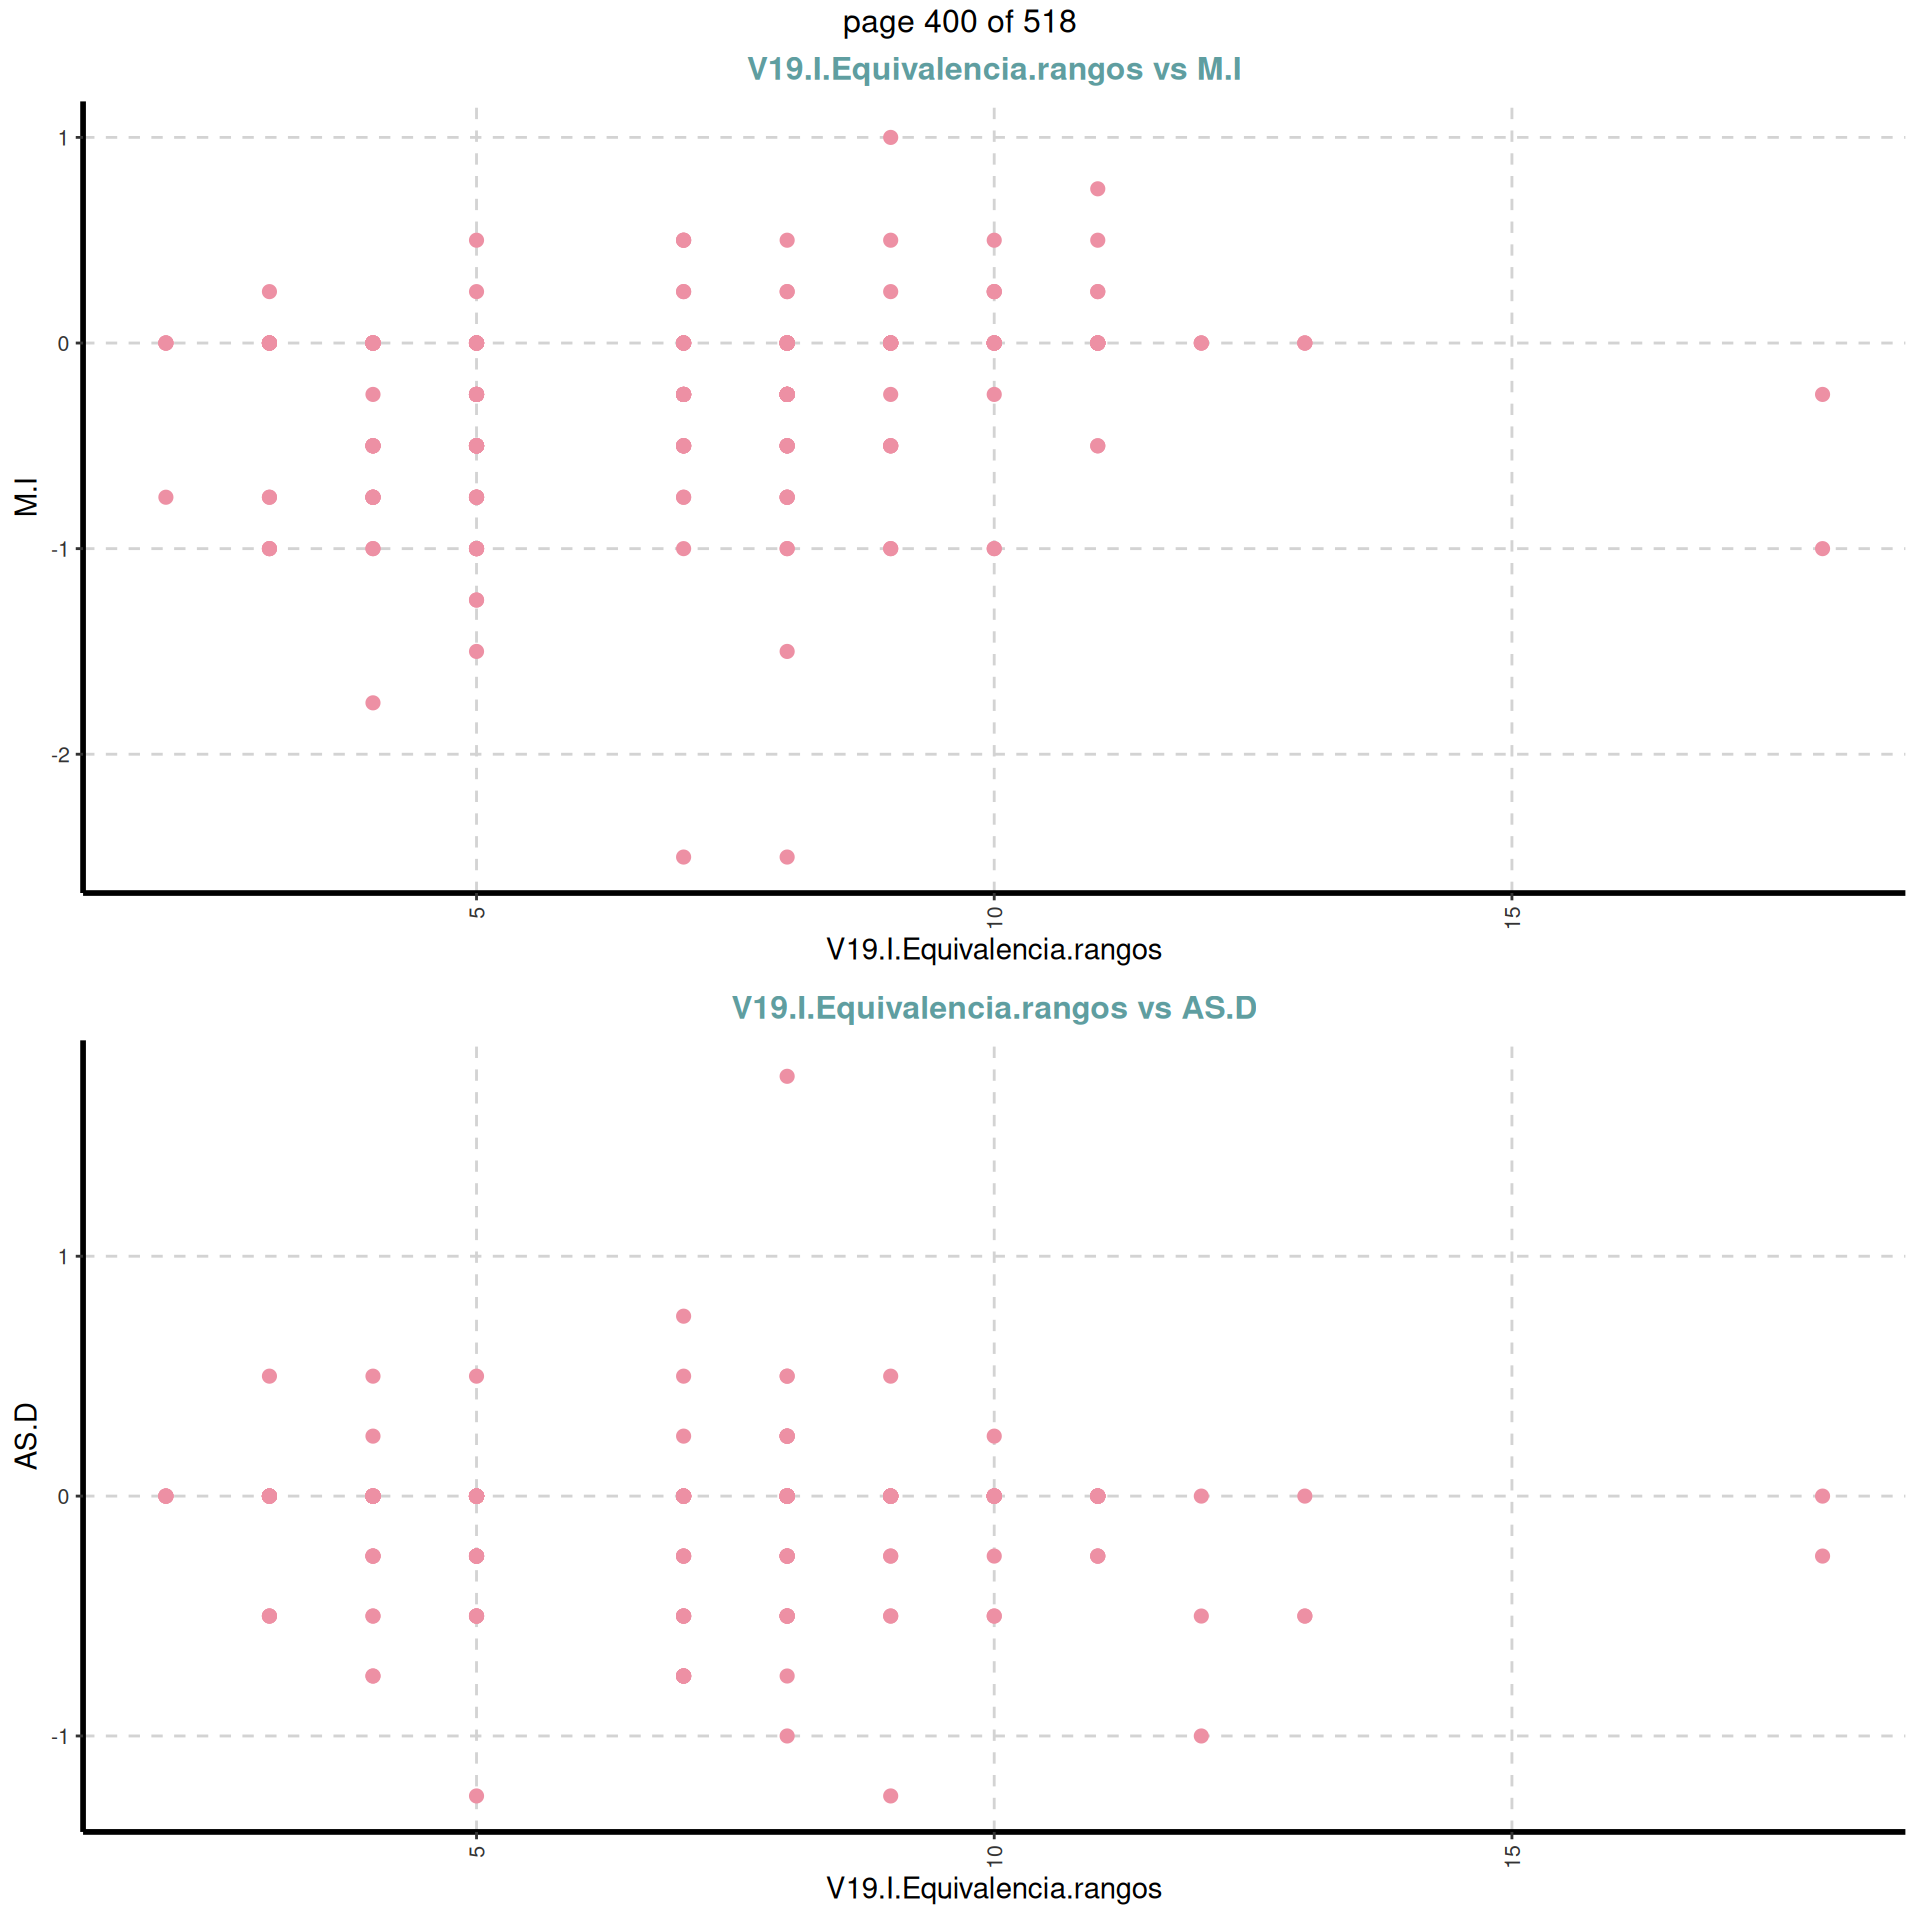 page 400 of 518
V19.I.Equivalencia.rangos vs M.I
1
0
-1
-2
M.I
5
10
15
V19.I.Equivalencia.rangos
V19.I.Equivalencia.rangos vs AS.D
1
0
-1
AS.D
5
10
15
V19.I.Equivalencia.rangos